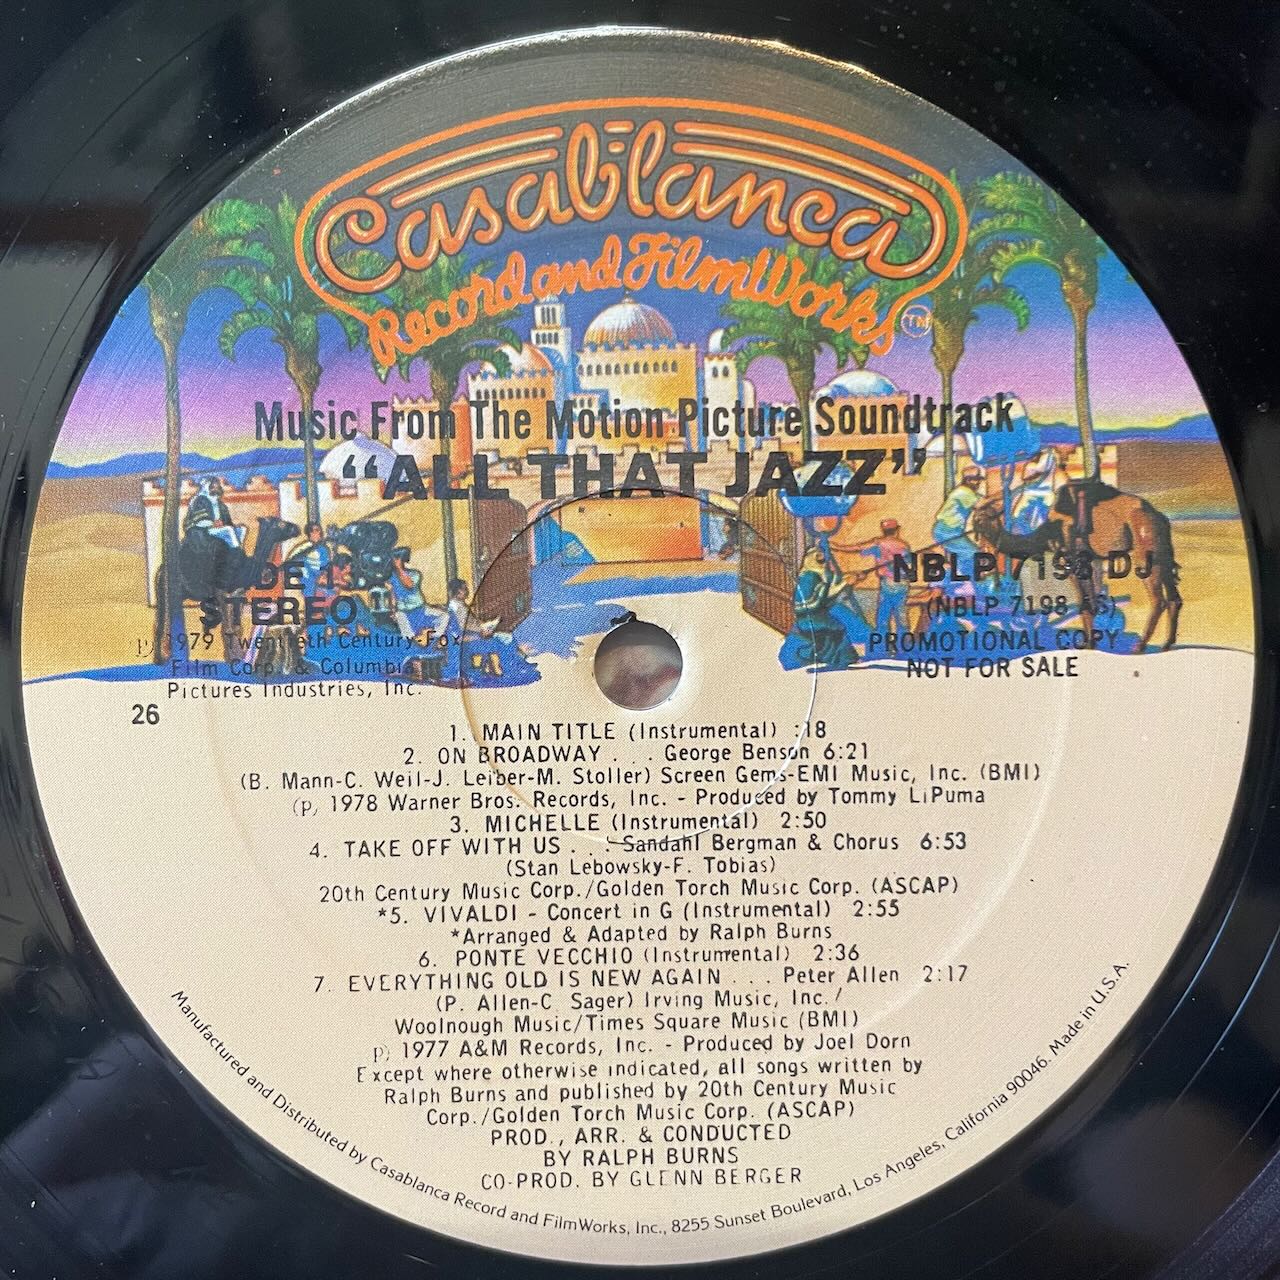 Casablanca
Record and FilmWorks TM
Music From The Motion Picture Soundtrack
“ALL THAT JAZZ”
SIDE 1
STEREO
(P) 1979 Twentieth Century-Fox
Film Corp. & Columbia
Pictures Industries, Inc.
26
NBLP 7198 DJ
(NBLP 7198 AS)
PROMOTIONAL COPY
NOT FOR SALE
1. MAIN TITLE (Instrumental) :18
2. ON BROADWAY . . . George Benson 6:21
(B. Mann-C. Weil-J. Leiber-M. Stoller) Screen Gems-EMI Music, Inc. (BMI)
(p) 1978 Warner Bros. Records, Inc. - Produced by Tommy LiPuma
3. MICHELLE (Instrumental) 2:50
4. TAKE OFF WITH US . . . Sandahl Bergman & Chorus 6:53
(Stan Lebowsky-F. Tobias)
20th Century Music Corp./Golden Torch Music Corp. (ASCAP)
*5. VIVALDI - Concert in G (Instrumental) 2:55
*Arranged & Adapted by Ralph Burns
6. PONTE VECCHIO (Instrumental) 2:36
7. EVERYTHING OLD IS NEW AGAIN . . . Peter Allen 2:17
(P. Allen-C. Sager) Irving Music, Inc./
Woolnough Music/Times Square Music (BMI)
p) 1977 A&M Records, Inc. - Produced by Joel Dorn
Except where otherwise indicated, all songs written by
Ralph Burns and published by 20th Century Music
Corp./Golden Torch Music Corp. (ASCAP)
PROD., ARR. & CONDUCTED
BY RALPH BURNS
CO-PROD. BY GLENN BERGER
Manufactured and Distributed by Casablanca Record and FilmWorks, Inc., 8255 Sunset Boulevard, Los Angeles, California 90046. Made in U.S.A.